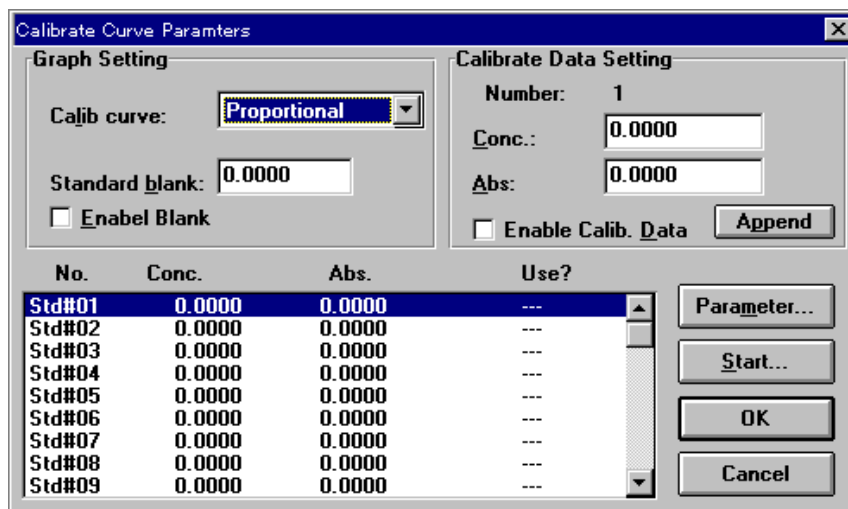 Calibrate Curve Paramters
Graph Setting
Calib curve: Proportional
Standard blank: 0.0000
Enabel Blank
Calibrate Data Setting
Number: 1
Conc.: 0.0000
Abs: 0.0000
Enable Calib. Data Append
No. Conc. Abs. Use?
Std#01 0.0000 0.0000 ---
Std#02 0.0000 0.0000 ---
Std#03 0.0000 0.0000 ---
Std#04 0.0000 0.0000 ---
Std#05 0.0000 0.0000 ---
Std#06 0.0000 0.0000 ---
Std#07 0.0000 0.0000 ---
Std#08 0.0000 0.0000 ---
Std#09 0.0000 0.0000 ---
Parameter...
Start...
OK
Cancel